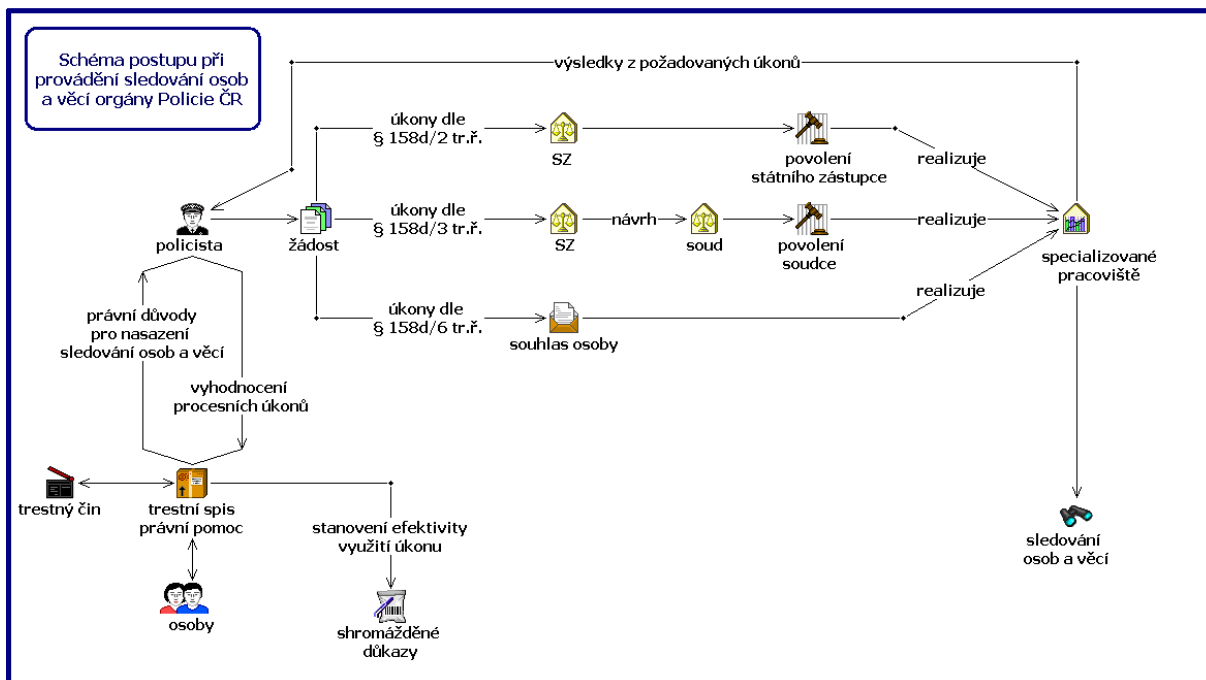 Schéma postupu při
provádění sledování osob
a věcí orgány Policie ČR
výsledky z požadovaných úkonů
úkony dle
§ 158d/2 tr.ř.
SZ
povolení
státního zástupce
realizuje
policista
žádost
úkony dle
§ 158d/3 tr.ř.
SZ
návrh
soud
povolení
soudce
realizuje
specializované
pracoviště
úkony dle
§ 158d/6 tr.ř.
souhlas osoby
realizuje
právní důvody
pro nasazení
sledování osob a věcí
vyhodnocení
procesních úkonů
trestný čin
trestní spis
právní pomoc
stanovení efektivity
využití úkonu
sledování
osob a věcí
osoby
shromážděné
důkazy